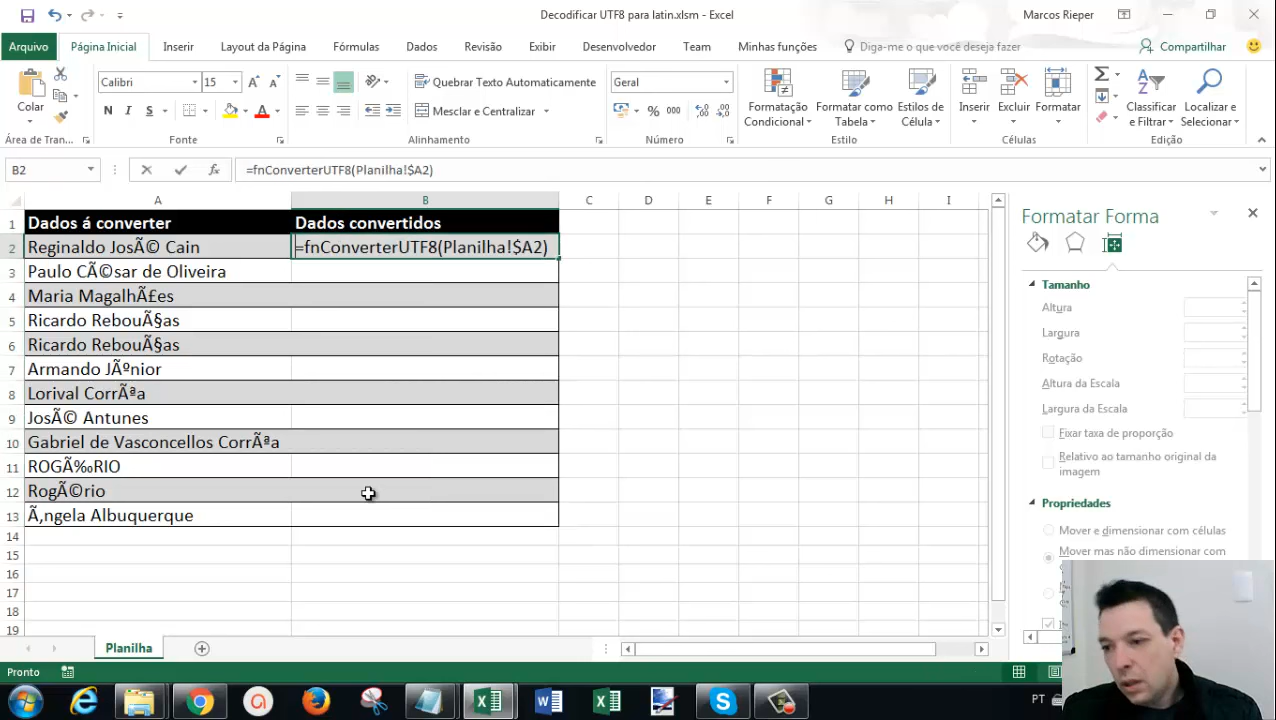 Decodificar UTF8 para latin.xlsm - Excel
Marcos Rieper
Arquivo
Página Inicial
Inserir
Layout da Página
Fórmulas
Dados
Revisão
Exibir
Desenvolvedor
Team
Minhas funções
Diga-me o que você deseja fazer
Compartilhar
Colar
Calibri
15
N I S
Quebrar Texto Automaticamente
Mesclar e Centralizar
Geral
Formatação Condicional
Formatar como Tabela
Estilos de Célula
Inserir
Excluir
Formatar
Classificar e Filtrar
Localizar e Selecionar
Área de Tran...
Fonte
Alinhamento
Número
Estilo
Células
Edição
B2
=fnConverterUTF8(Planilha!$A2)
A B C D E F G H I
1 Dados á converter Dados convertidos
2 Reginaldo JosÃ© Cain =fnConverterUTF8(Planilha!$A2)
3 Paulo CÃ©sar de Oliveira
4 Maria MagalhÃ£es
5 Ricardo RebouÃ§as
6 Ricardo RebouÃ§as
7 Armando JÃºnior
8 Lorival CorrÃªa
9 JosÃ© Antunes
10 Gabriel de Vasconcellos CorrÃªa
11 ROGÃ‰RIO
12 RogÃ©rio
13 Ã‚ngela Albuquerque
14
15
16
17
18
19
Formatar Forma
Tamanho
Altura
Largura
Rotação
Altura da Escala
Largura da Escala
Fixar taxa de proporção
Relativo ao tamanho original da imagem
Propriedades
Mover e dimensionar com células
Mover mas não dimensionar com
Planilha
Pronto
PT